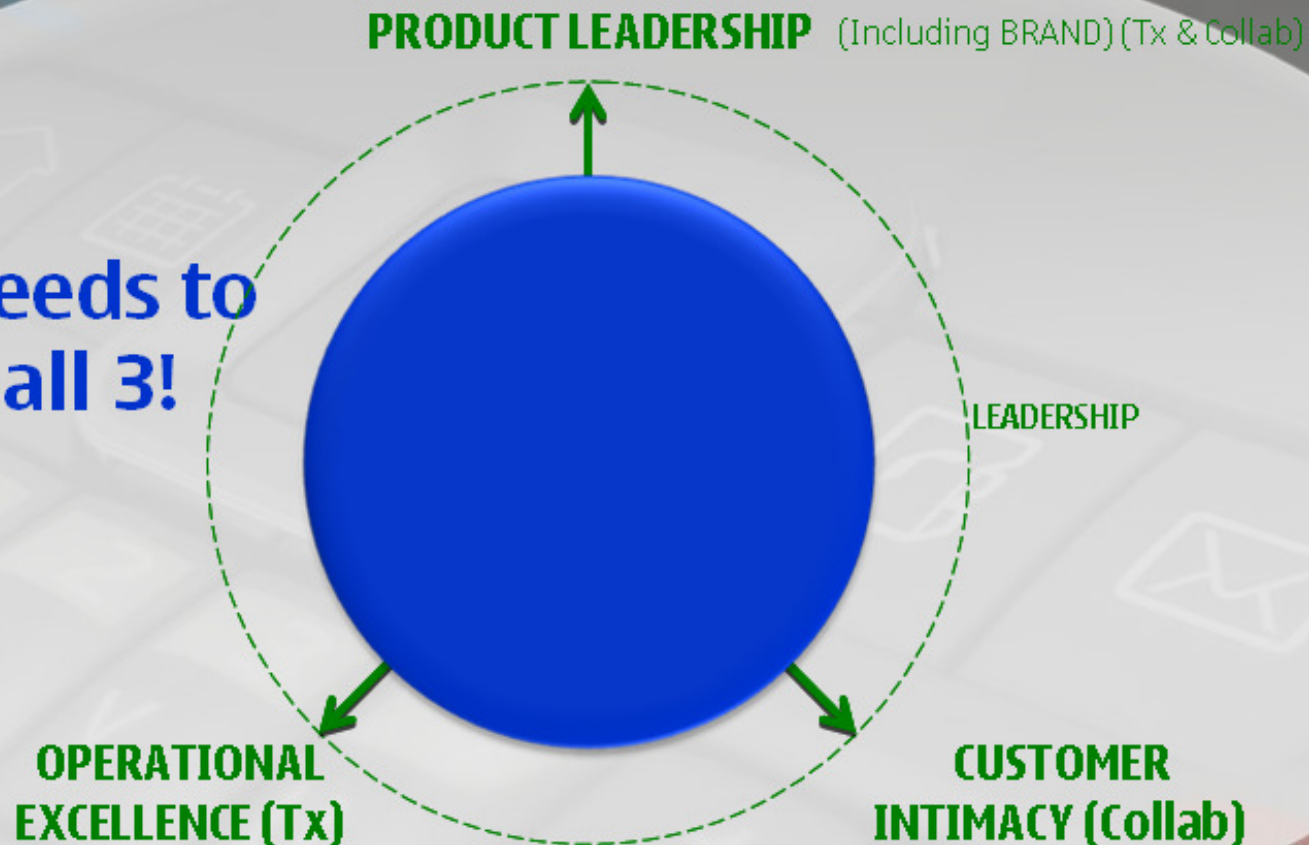 PRODUCT LEADERSHIP (Including BRAND) (Tx & Collab)
eeds to
all 3!
LEADERSHIP
OPERATIONAL
EXCELLENCE (Tx)
CUSTOMER
INTIMACY (Collab)